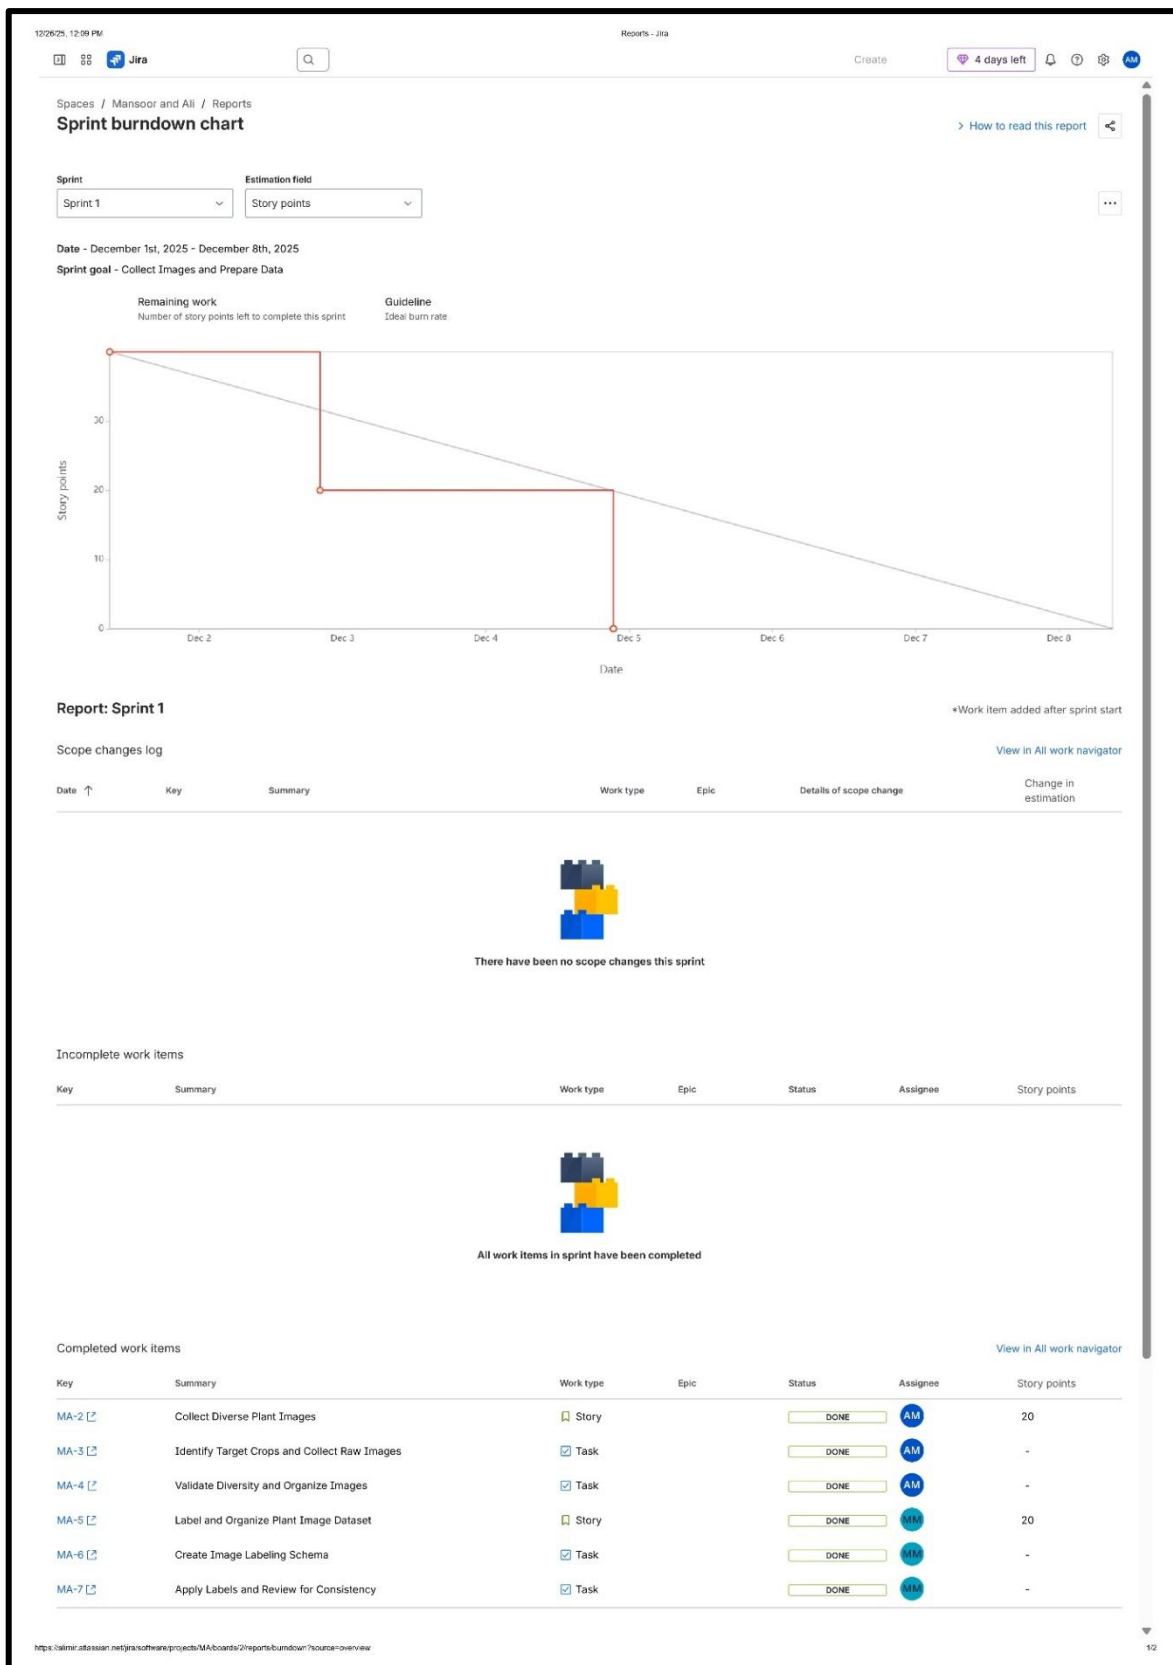 12/26/25, 12:09 PM Reports - Jira
Jira Create 4 days left AM
Spaces / Mansoor and Ali / Reports
Sprint burndown chart
How to read this report
Sprint Estimation field
Sprint 1 Story points
Date - December 1st, 2025 - December 8th, 2025
Sprint goal - Collect Images and Prepare Data
Remaining work Guideline
Number of story points left to complete this sprint Ideal burn rate
30
20
10
0
Story points
Dec 2 Dec 3 Dec 4 Dec 5 Dec 6 Dec 7 Dec 8
Date
Report: Sprint 1 *Work item added after sprint start
Scope changes log View in All work navigator
Date ↑ Key Summary Work type Epic Details of scope change Change in estimation
There have been no scope changes this sprint
Incomplete work items
Key Summary Work type Epic Status Assignee Story points
All work items in sprint have been completed
Completed work items View in All work navigator
Key Summary Work type Epic Status Assignee Story points
MA-2 Collect Diverse Plant Images Story DONE AM 20
MA-3 Identify Target Crops and Collect Raw Images Task DONE AM -
MA-4 Validate Diversity and Organize Images Task DONE AM -
MA-5 Label and Organize Plant Image Dataset Story DONE MM 20
MA-6 Create Image Labeling Schema Task DONE MM -
MA-7 Apply Labels and Review for Consistency Task DONE MM -
https://alimir.atlassian.net/jira/software/projects/MA/boards/2/reports/burndown?source=overview 1/2